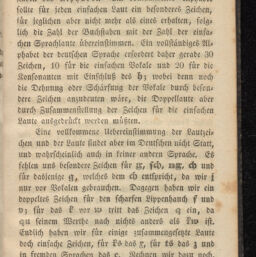 sollte für jeden einfachen Laut ein besonderes Zeichen,
für jeglichen aber nicht mehr als eines erhalten, folg-
lich die Zahl der Buchstaben mit der Zahl der einfa-
chen Sprachlaute übereinstimmen. Ein vollständiges Al-
phabet der deutschen Sprache erfordert daher gerade 30
Zeichen, 10 für die einfachen Vokale und 20 für die
Konsonanten mit Einschluß des h; wobei denn noch
die Dehnung oder Schärfung der Vokale durch beson-
dere Zeichen anzudeuten wäre, die Doppellaute aber
durch Zusammenstellung der Zeichen für die einfachen
Laute ausgedrückt werden müßten.
Eine vollkommene Uebereinstimmung der Lautzei-
chen und der Laute findet aber im Deutschen nicht Statt,
und wahrscheinlich auch in keiner andern Sprache. Es
fehlen uns besondere Zeichen für sch, ng, ch und
für dasjenige g, welches dem ch entspricht, da wir j
nur vor Vokalen gebrauchen. Dagegen haben wir ein
doppeltes Zeichen für den scharfen Lippenhauch f und
v; für das k vor w tritt das Zeichen q ein, da
qu seinem Werthe nach nichts anders als kw ist.
Endlich haben wir für einige zusammengesetzte Laute
doch einfache Zeichen, für ks das x, für ts das z und
in fremden Sprachen das c. Rechnen wir dazu noch